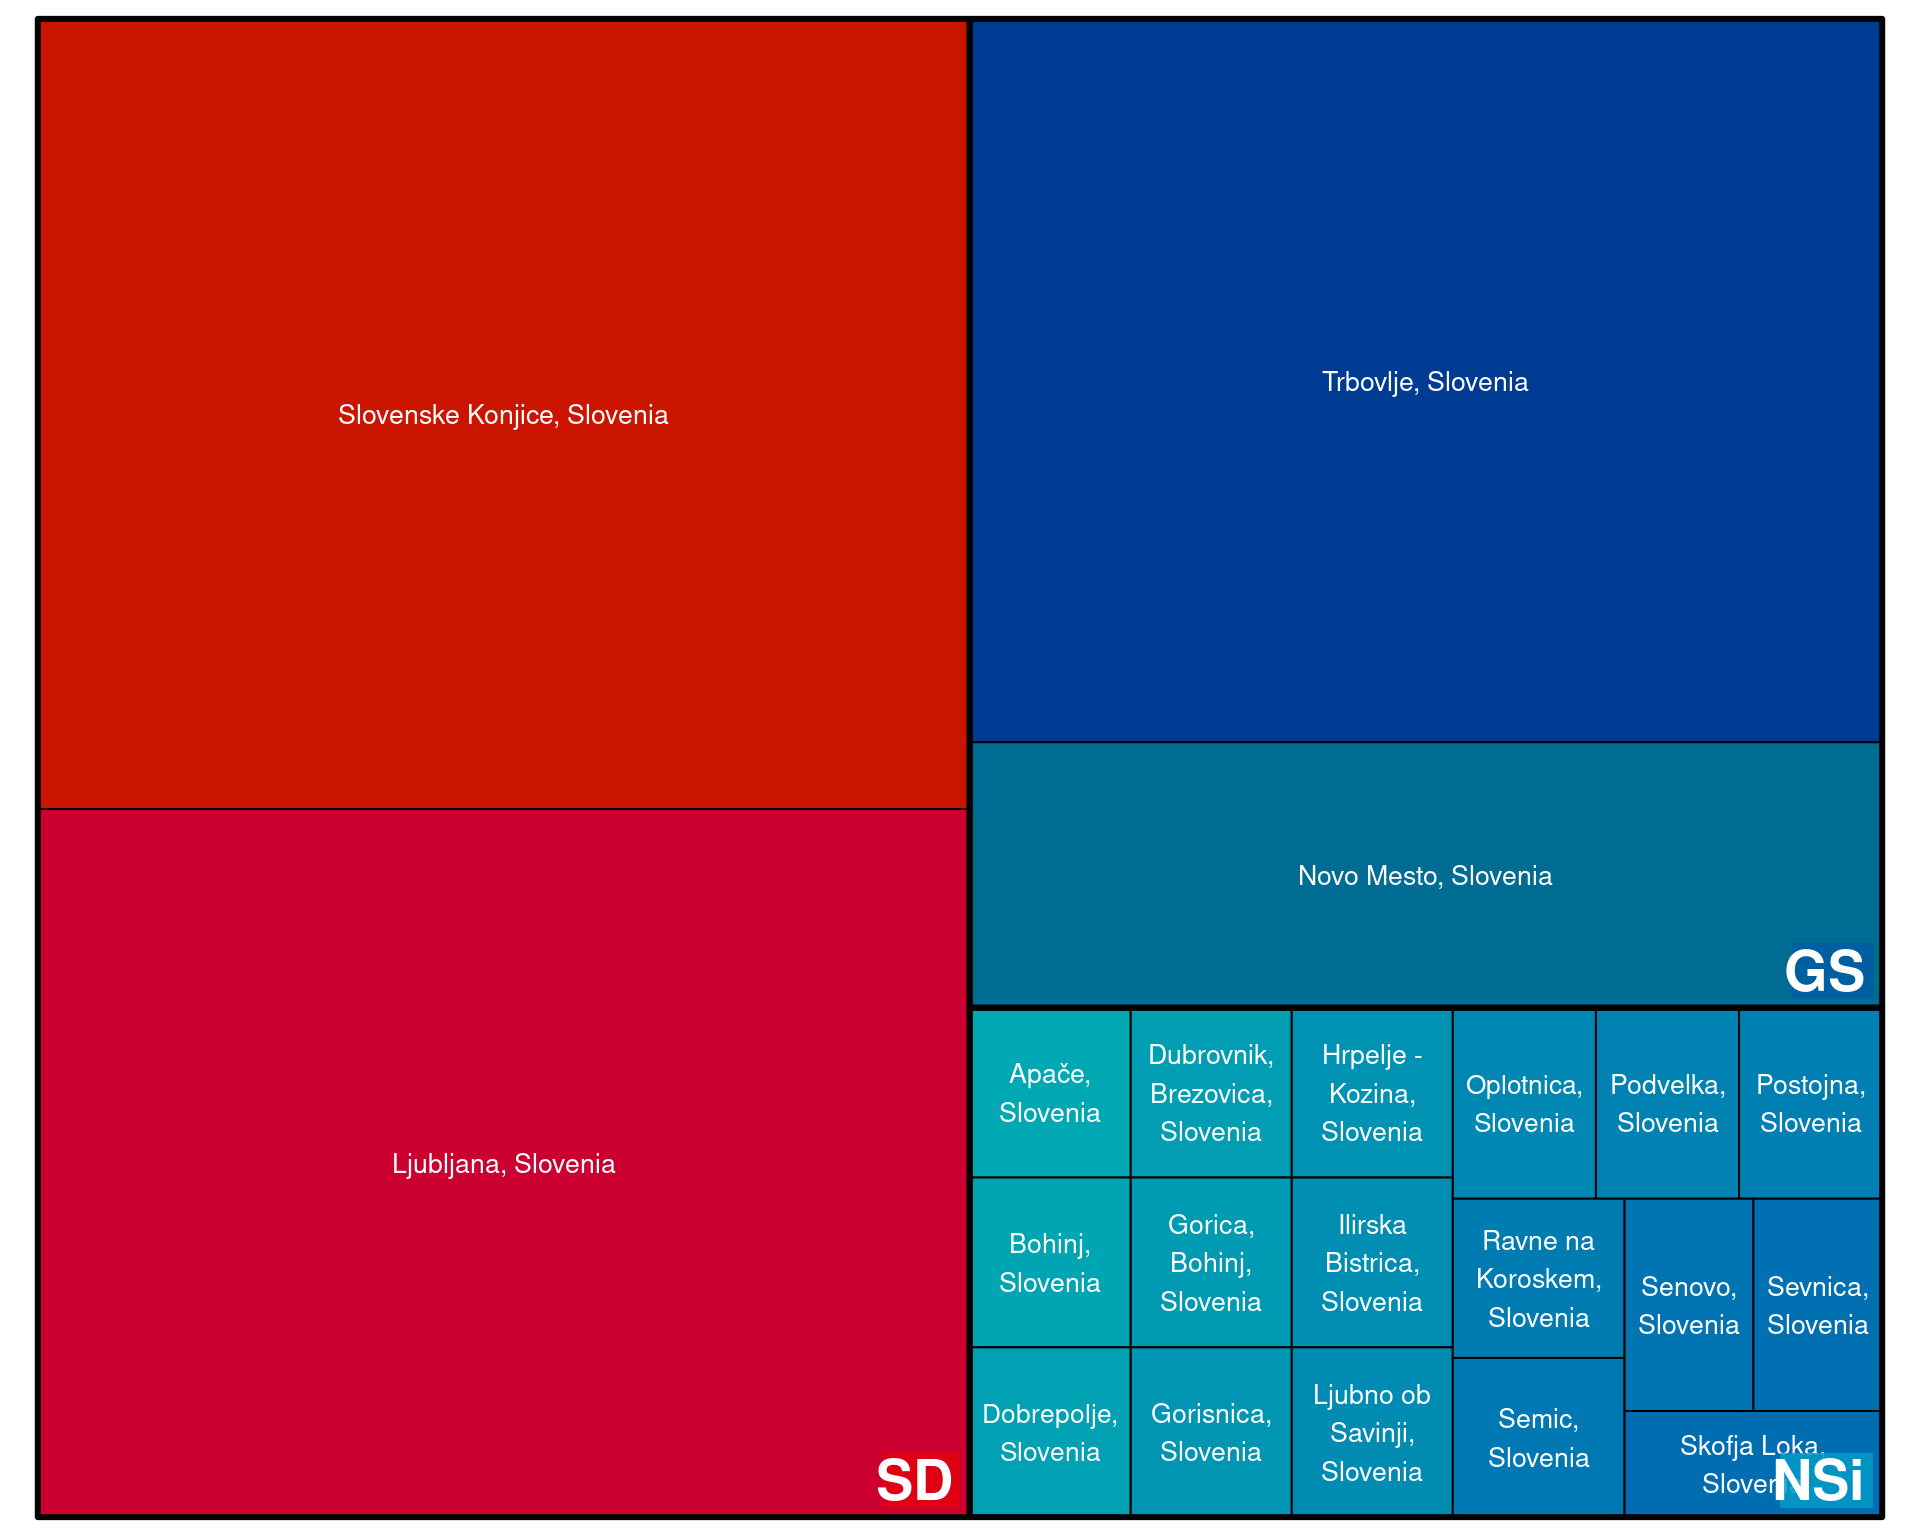 Slovenske Konjice, Slovenia
Ljubljana, Slovenia
SD
Trbovlje, Slovenia
Novo Mesto, Slovenia
GS
Apače,
Slovenia
Dubrovnik,
Brezovica,
Slovenia
Hrpelje -
Kozina,
Slovenia
Oplotnica,
Slovenia
Podvelka,
Slovenia
Postojna,
Slovenia
Bohinj,
Slovenia
Gorica,
Bohinj,
Slovenia
Ilirska
Bistrica,
Slovenia
Ravne na
Koroskem,
Slovenia
Senovo,
Slovenia
Sevnica,
Slovenia
Dobrepolje,
Slovenia
Gorisnica,
Slovenia
Ljubno ob
Savinji,
Slovenia
Semic,
Slovenia
Skofja Loka,
NSi